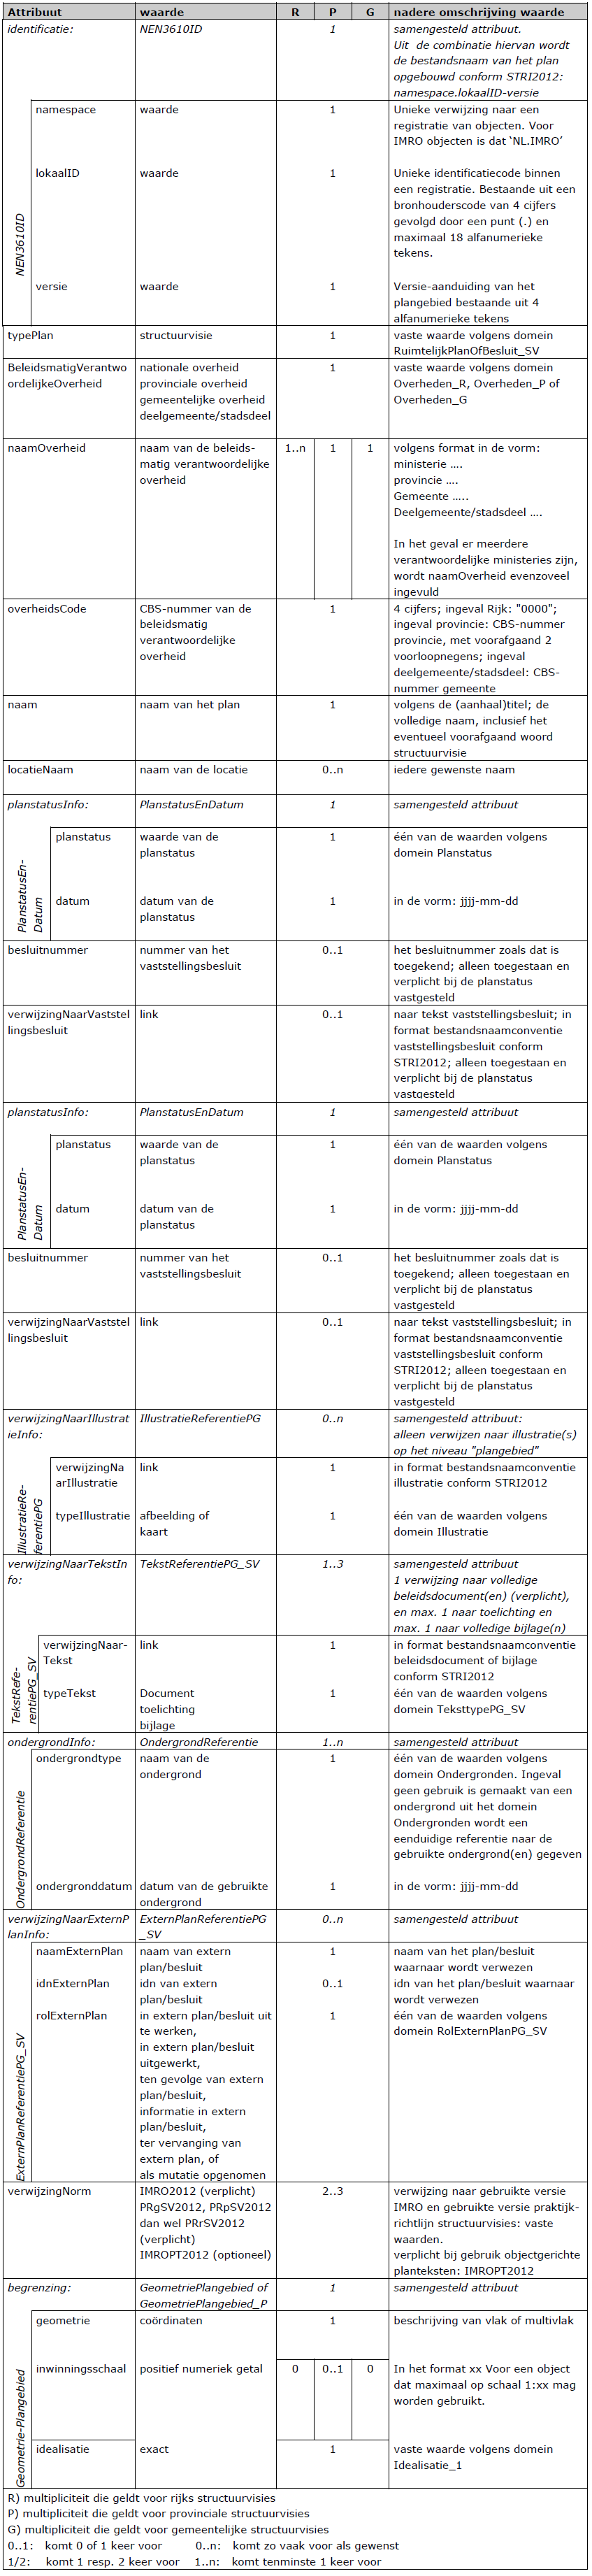 Attribuut waarde R P G nadere omschrijving waarde
identificatie: NEN3610ID 1 samengesteld attribuut.
Uit de combinatie hiervan wordt
de bestandsnaam van het plan
opgebouwd conform STRI2012:
namespace.lokaalID-versie
NEN3610ID
namespace waarde 1 Unieke verwijzing naar een
registratie van objecten. Voor
IMRO objecten is dat ‘NL.IMRO’
lokaalID waarde 1 Unieke identificatiecode binnen
een registratie. Bestaande uit een
bronhouderscode van 4 cijfers
gevolgd door een punt (.) en
maximaal 18 alfanumerieke
tekens.
versie waarde 1 Versie-aanduiding van het
plangebied bestaande uit 4
alfanumerieke tekens
typePlan structuurvisie 1 vaste waarde volgens domein
RuimtelijkPlanOfBesluit_SV
BeleidsmatigVerantwo nationale overheid 1 vaste waarde volgens domein
ordelijkeOverheid provinciale overheid Overheden_R, Overheden_P of
gemeentelijke overheid Overheden_G
deelgemeente/stadsdeel
naamOverheid naam van de beleids- 1..n 1 1 volgens format in de vorm:
matig verantwoordelijke ministerie ....
overheid provincie ....
Gemeente .....
Deelgemeente/stadsdeel ....
In het geval er meerdere
verantwoordelijke ministeries zijn,
wordt naamOverheid evenzoveel
ingevuld
overheidsCode CBS-nummer van de 1 4 cijfers; ingeval Rijk: "0000";
beleidsmatig ingeval provincie: CBS-nummer
verantwoordelijke provincie, met voorafgaand 2
overheid voorloopnegens; ingeval
deelgemeente/stadsdeel: CBS-
nummer gemeente
naam naam van het plan 1 volgens de (aanhaal)titel; de
volledige naam, inclusief het
eventueel voorafgaand woord
structuurvisie
locatieNaam naam van de locatie 0..n iedere gewenste naam
planstatusInfo: PlanstatusEnDatum 1 samengesteld attribuut
PlanstatusEn-
Datum
planstatus waarde van de 1 één van de waarden volgens
planstatus domein Planstatus
datum datum van de 1 in de vorm: jjjj-mm-dd
planstatus
besluitnummer nummer van het 0..1 het besluitnummer zoals dat is
vaststellingsbesluit toegekend; alleen toegestaan en
verplicht bij de planstatus
vastgesteld
verwijzingNaarVaststel link 0..1 naar tekst vaststellingsbesluit; in
lingsbesluit format bestandsnaamconventie
vaststellingsbesluit conform
STRI2012; alleen toegestaan en
verplicht bij de planstatus
vastgesteld
planstatusInfo: PlanstatusEnDatum 1 samengesteld attribuut
PlanstatusEn-
Datum
planstatus waarde van de 1 één van de waarden volgens
planstatus domein Planstatus
datum datum van de 1 in de vorm: jjjj-mm-dd
planstatus
besluitnummer nummer van het 0..1 het besluitnummer zoals dat is
vaststellingsbesluit toegekend; alleen toegestaan en
verplicht bij de planstatus
vastgesteld
verwijzingNaarVaststel link 0..1 naar tekst vaststellingsbesluit; in
lingsbesluit format bestandsnaamconventie
vaststellingsbesluit conform
STRI2012; alleen toegestaan en
verplicht bij de planstatus
vastgesteld
verwijzingNaarIllustrat IllustratieReferentiePG 0..n samengesteld attribuut:
ieInfo: alleen verwijzen naar illustratie(s)
op het niveau "plangebied"
IllustratieRe-
ferentiePG
verwijzingNa link 1 in format bestandsnaamconventie
arIllustratie illustratie conform STRI2012
typeIllustratie afbeelding of 1 één van de waarden volgens
kaart domein Illustratie
verwijzingNaarTekstIn TekstReferentiePG_SV 1..3 samengesteld attribuut
fo: 1 verwijzing naar volledige
beleidsdocument(en) (verplicht),
en max. 1 naar toelichting en
max. 1 naar volledige bijlage(n)
TekstRefe-
rentiePG_SV
verwijzingNaar- link 1 in format bestandsnaamconventie
Tekst beleidsdocument of bijlage
conform STRI2012
typeTekst Document 1 één van de waarden volgens
toelichting domein TeksttypePG_SV
bijlage
ondergrondInfo: OndergrondReferentie 1..n samengesteld attribuut
OndergrondReferentie
ondergrondtype naam van de 1 één van de waarden volgens
ondergrond domein Ondergronden. Ingeval
geen gebruik is gemaakt van een
ondergrond uit het domein
Ondergronden wordt een
eenduidige referentie naar de
gebruikte ondergrond(en) gegeven
ondergronddatum datum van de gebruikte 1 in de vorm: jjjj-mm-dd
ondergrond
verwijzingNaarExternP ExternPlanReferentiePG 0..n samengesteld attribuut
lanInfo: _SV
ExternPlanReferentiePG_SV
naamExternPlan naam van extern 1 naam van het plan/besluit
plan/besluit waarnaar wordt verwezen
idnExternPlan idn van extern 0..1 idn van het plan/besluit waarnaar
plan/besluit wordt verwezen
rolExternPlan in extern plan/besluit uit 1 één van de waarden volgens
te werken, domein RolExternPlanPG_SV
in extern plan/besluit
uitgewerkt,
ten gevolge van extern
plan/besluit,
informatie in extern
plan/besluit,
ter vervanging van
extern plan, of
als mutatie opgenomen
verwijzingNorm IMRO2012 (verplicht) 2..3 verwijzing naar gebruikte versie
PRgSV2012, PRpSV2012 IMRO en gebruikte versie praktijk-
dan wel PRrSV2012 richtlijn structuurvisies: vaste
(verplicht) waarden.
IMROPT2012 (optioneel) verplicht bij gebruik objectgerichte
planteksten: IMROPT2012
begrenzing: GeometriePlangebied of 1 samengesteld attribuut
GeometriePlangebied_P
Geometrie-Plangebied
geometrie coördinaten 1 beschrijving van vlak of multivlak
inwinningsschaal positief numeriek getal 0 0..1 0 In het format xx Voor een object
dat maximaal op schaal 1:xx mag
worden gebruikt.
idealisatie exact 1 vaste waarde volgens domein
Idealisatie_1
R) multipliciteit die geldt voor rijks structuurvisies
P) multipliciteit die geldt voor provinciale structuurvisies
G) multipliciteit die geldt voor gemeentelijke structuurvisies
0..1: komt 0 of 1 keer voor 0..n: komt zo vaak voor als gewenst
1/2: komt 1 resp. 2 keer voor 1..n: komt tenminste 1 keer voor